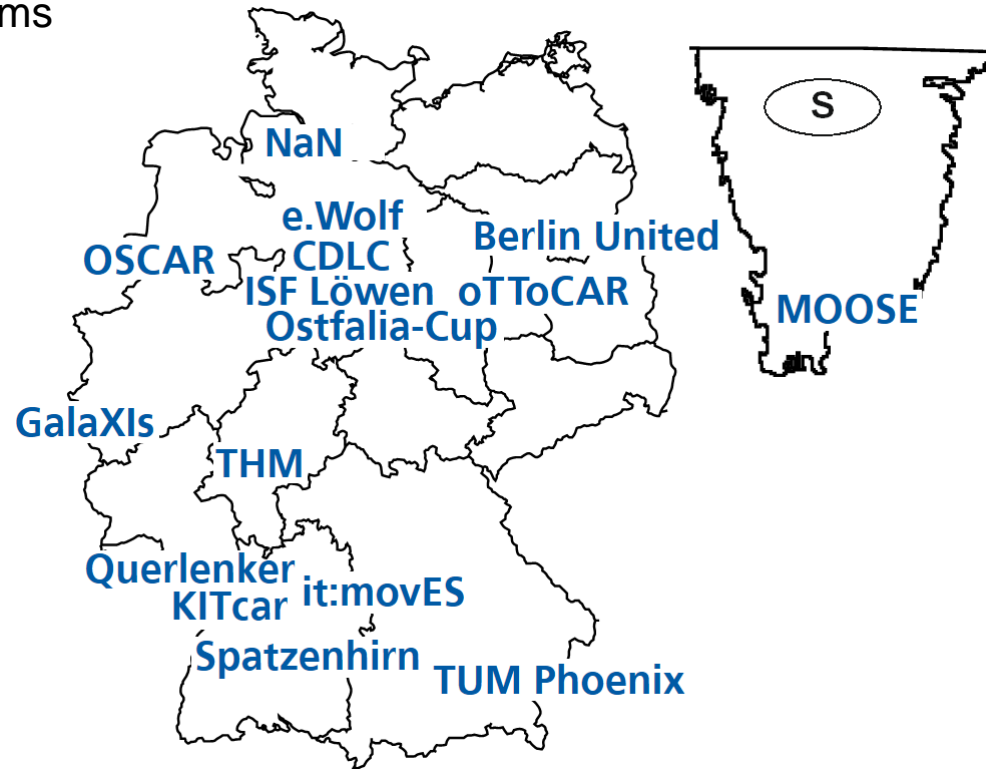 ms
S
NaN
e.Wolf
Berlin United
OSCAR
CDLC
ISF Löwen
oTToCAR
MOOSE
Ostfalia-Cup
GalaXIs
THM
Querlenker
it:movES
KITcar
Spatzenhirn
TUM Phoenix